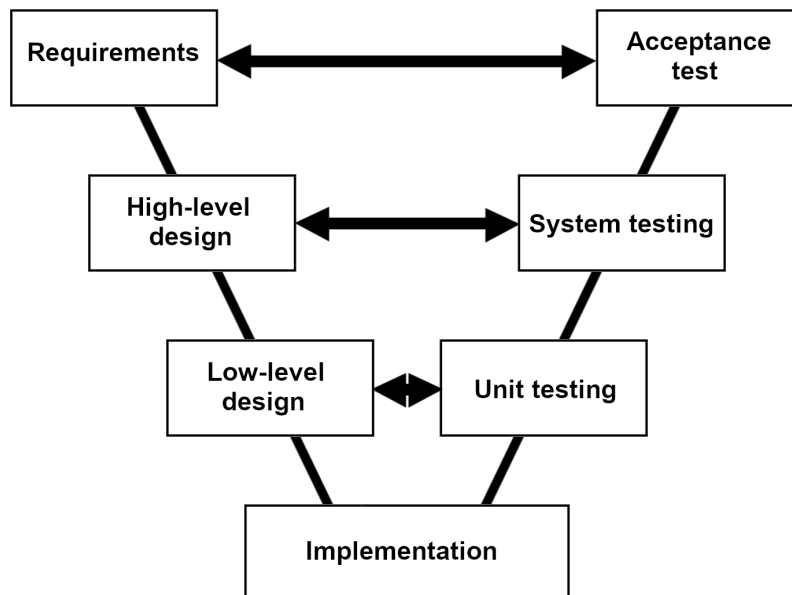 Requirements
Acceptance
test
High-level
design
System testing
Low-level
design
Unit testing
Implementation